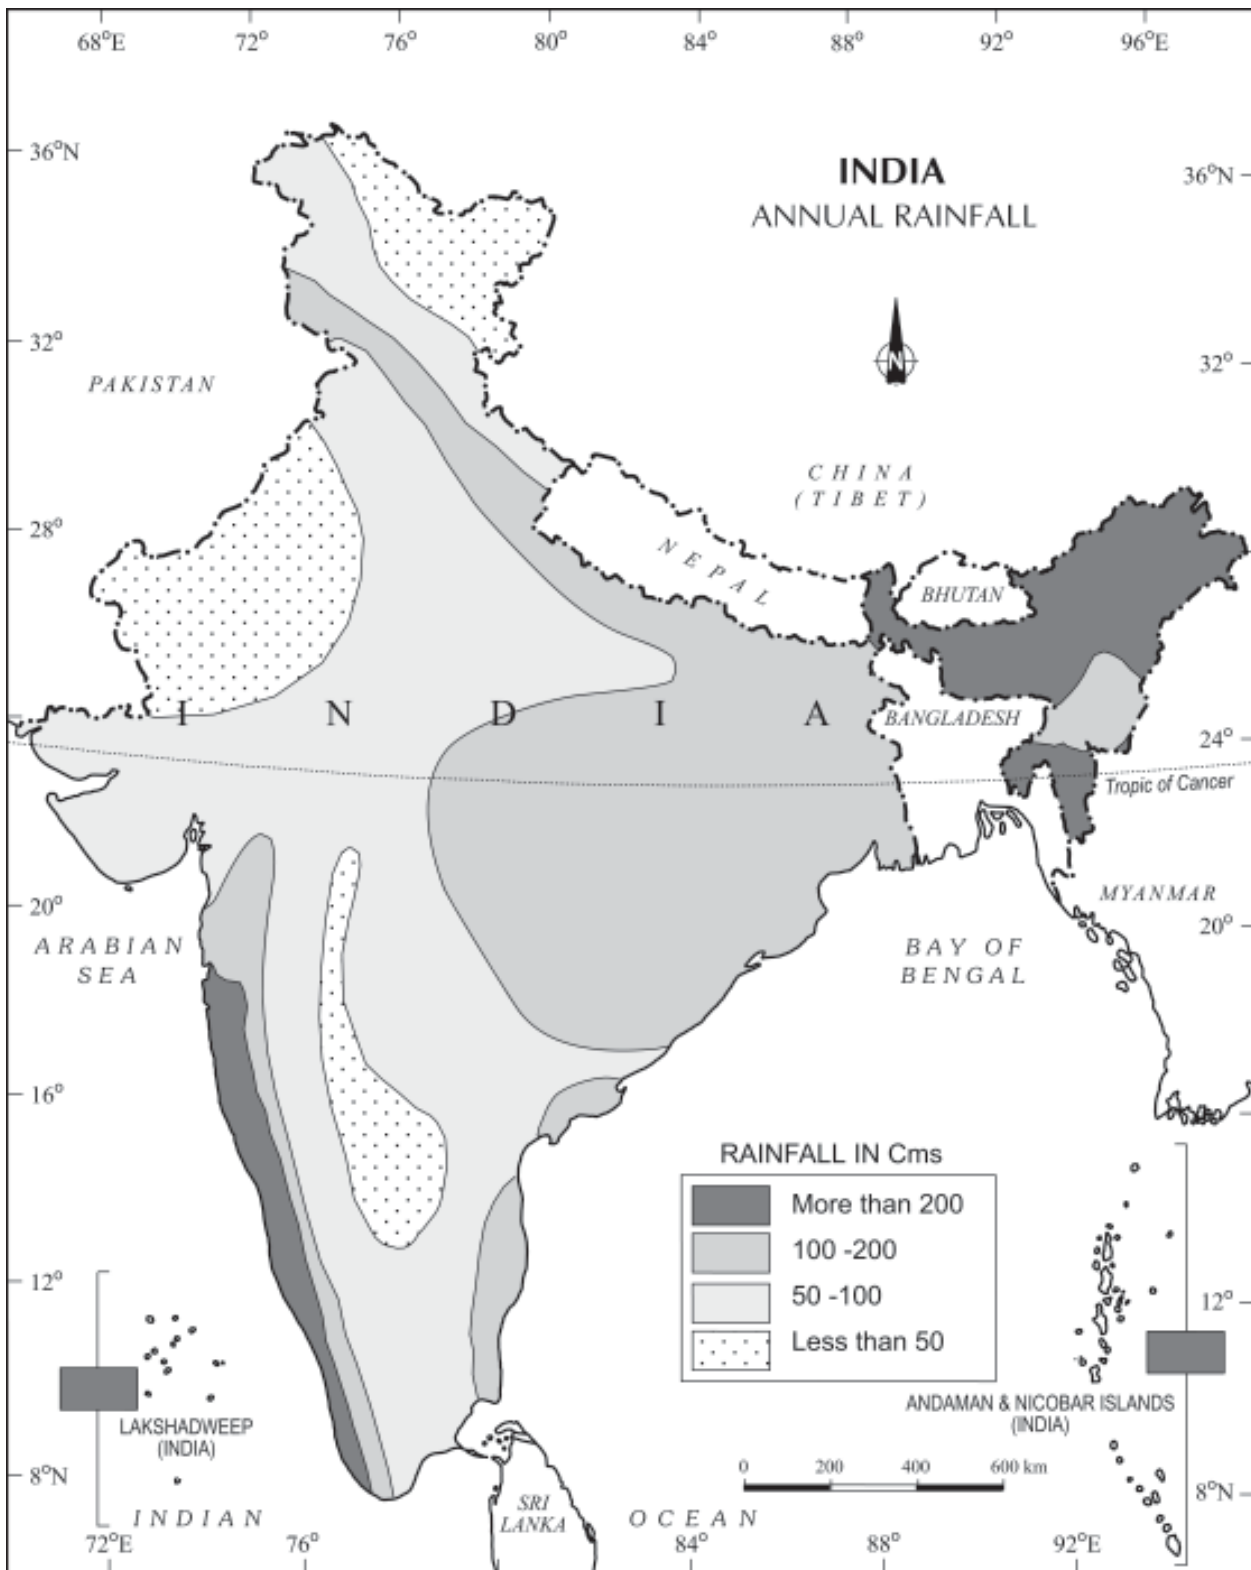 68°E 72° 76° 80° 84° 88° 92° 96°E
36°N
INDIA
36°N
ANNUAL RAINFALL
32°
N
32°
PAKISTAN
CHINA
(TIBET)
28°
NEPAL
BHUTAN
I N D I A
BANGLADESH
24°
Tropic of Cancer
20°
MYANMAR
20°
ARABIAN
SEA
BAY OF
BENGAL
16°
RAINFALL IN Cms
More than 200
100 -200
50 -100
Less than 50
12°
12°
LAKSHADWEEP
(INDIA)
ANDAMAN & NICOBAR ISLANDS
(INDIA)
8°N
0 200 400 600 km
8°N
INDIAN
SRI
LANKA
OCEAN
72°E 76° 84° 88° 92°E